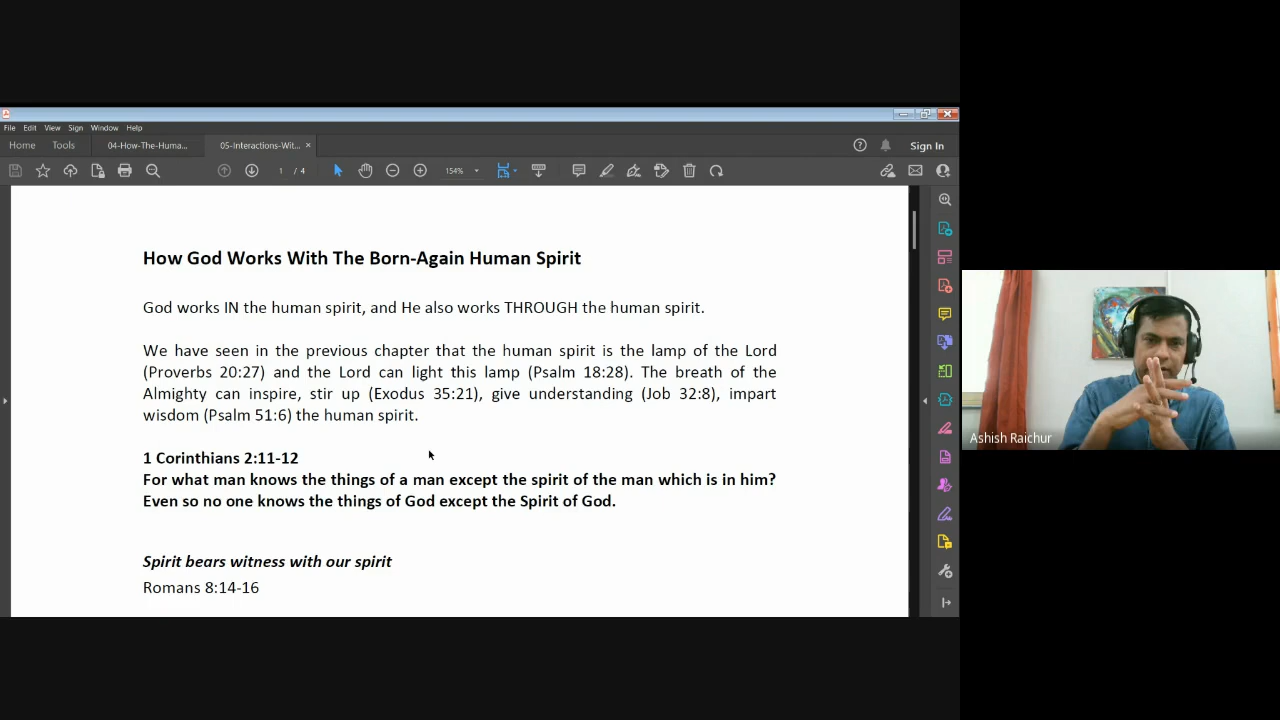 File Edit View Sign Window Help
Home Tools 04-How-The-Huma... 05-Interactions-Wit... × Sign In
1 / 4 154%
How God Works With The Born-Again Human Spirit
God works IN the human spirit, and He also works THROUGH the human spirit.
We have seen in the previous chapter that the human spirit is the lamp of the Lord
(Proverbs 20:27) and the Lord can light this lamp (Psalm 18:28). The breath of the
Almighty can inspire, stir up (Exodus 35:21), give understanding (Job 32:8), impart
wisdom (Psalm 51:6) the human spirit.
1 Corinthians 2:11-12
For what man knows the things of a man except the spirit of the man which is in him?
Even so no one knows the things of God except the Spirit of God.
Spirit bears witness with our spirit
Romans 8:14-16
Ashish Raichur